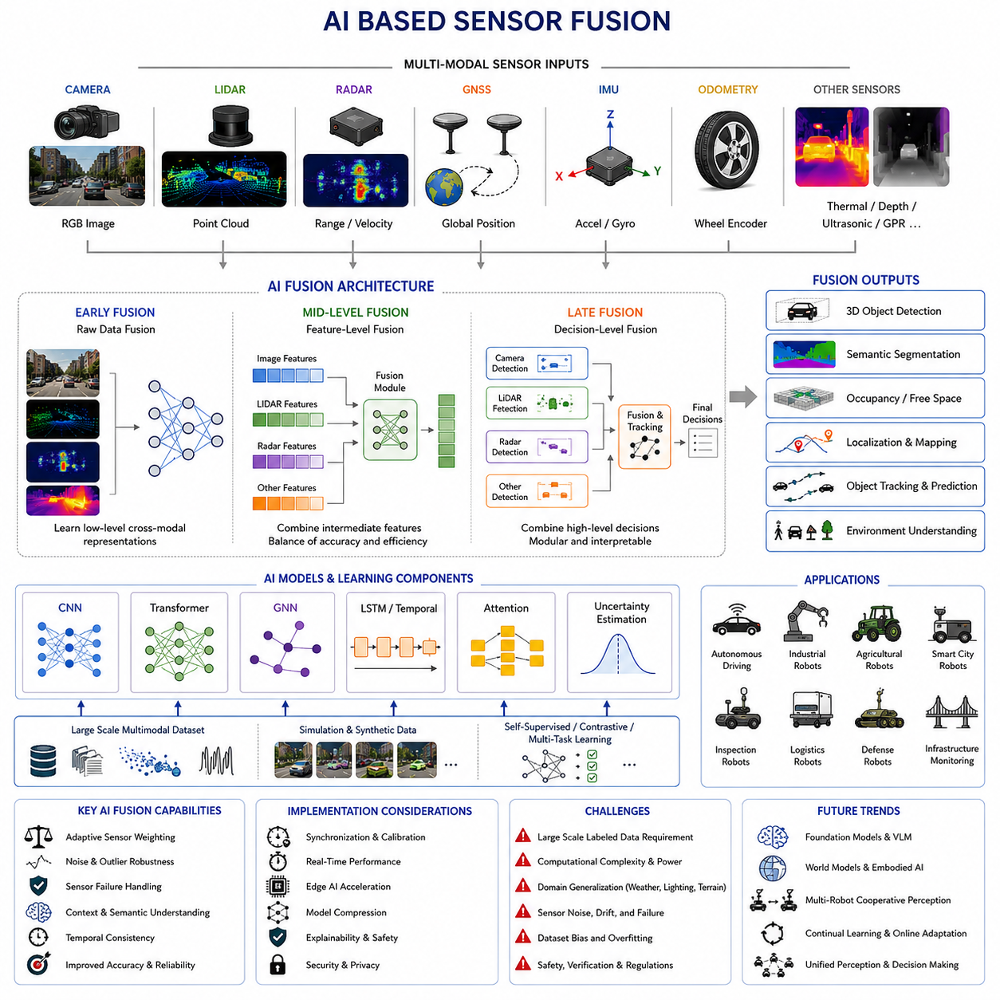 AI BASED SENSOR FUSION
MULTI-MODAL SENSOR INPUTS
CAMERA
LIDAR
RADAR
GNSS
IMU
ODOMETRY
OTHER SENSORS
Z
X
Y
RGB Image
Point Cloud
Range / Velocity
Global Position
Accel / Gyro
Wheel Encoder
Thermal / Depth /
Ultrasonic / GPR ...
AI FUSION ARCHITECTURE
EARLY FUSION
Raw Data Fusion
Learn low-level cross-modal
representations
MID-LEVEL FUSION
Feature-Level Fusion
Image Features
LIDAR Features
Radar Features
Other Features
Fusion
Module
Combine intermediate features
Balance of accuracy and efficiency
LATE FUSION
Decision-Level Fusion
Camera
Detection
LiDAR
Fetection
Radar
Detection
Other
Detection
Fusion &
Tracking
Final
Decisions
Combine high-level decisions
Modular and interpretable
FUSION OUTPUTS
3D Object Detection
Semantic Segmentation
Occupancy / Free Space
Localization & Mapping
Object Tracking & Prediction
Environment Understanding
AI MODELS & LEARNING COMPONENTS
CNN
Transformer
GNN
LSTM / Temporal
Attention
Uncertainty
Estimation
Large Scale Multimodal Dataset
Simulation & Synthetic Data
...
Self-Supervised / Contrastive /
Multi-Task Learning
...
APPLICATIONS
Autonomous
Driving
Industrial
Robots
Agricultural
Robots
Smart City
Robots
Inspection
Robots
Logistics
Robots
Defense
Robots
Infrastructure
Monitoring
KEY AI FUSION CAPABILITIES
Adaptive Sensor Weighting
Noise & Outlier Robustness
Sensor Failure Handling
Context & Semantic Understanding
Temporal Consistency
Improved Accuracy & Reliability
IMPLEMENTATION CONSIDERATIONS
Synchronization & Calibration
Real-Time Performance
Edge AI Acceleration
Model Compression
Explainability & Safety
Security & Privacy
CHALLENGES
Large Scale Labeled Data Requirement
Computational Complexity & Power
Domain Generalization (Weather, Lighting, Terrain)
Sensor Noise, Drift, and Failure
Dataset Bias and Overfitting
Safety, Verification & Regulations
FUTURE TRENDS
Foundation Models & VLM
World Models & Embodied AI
Multi-Robot Cooperative Perception
Continual Learning & Online Adaptation
Unified Perception & Decision Making